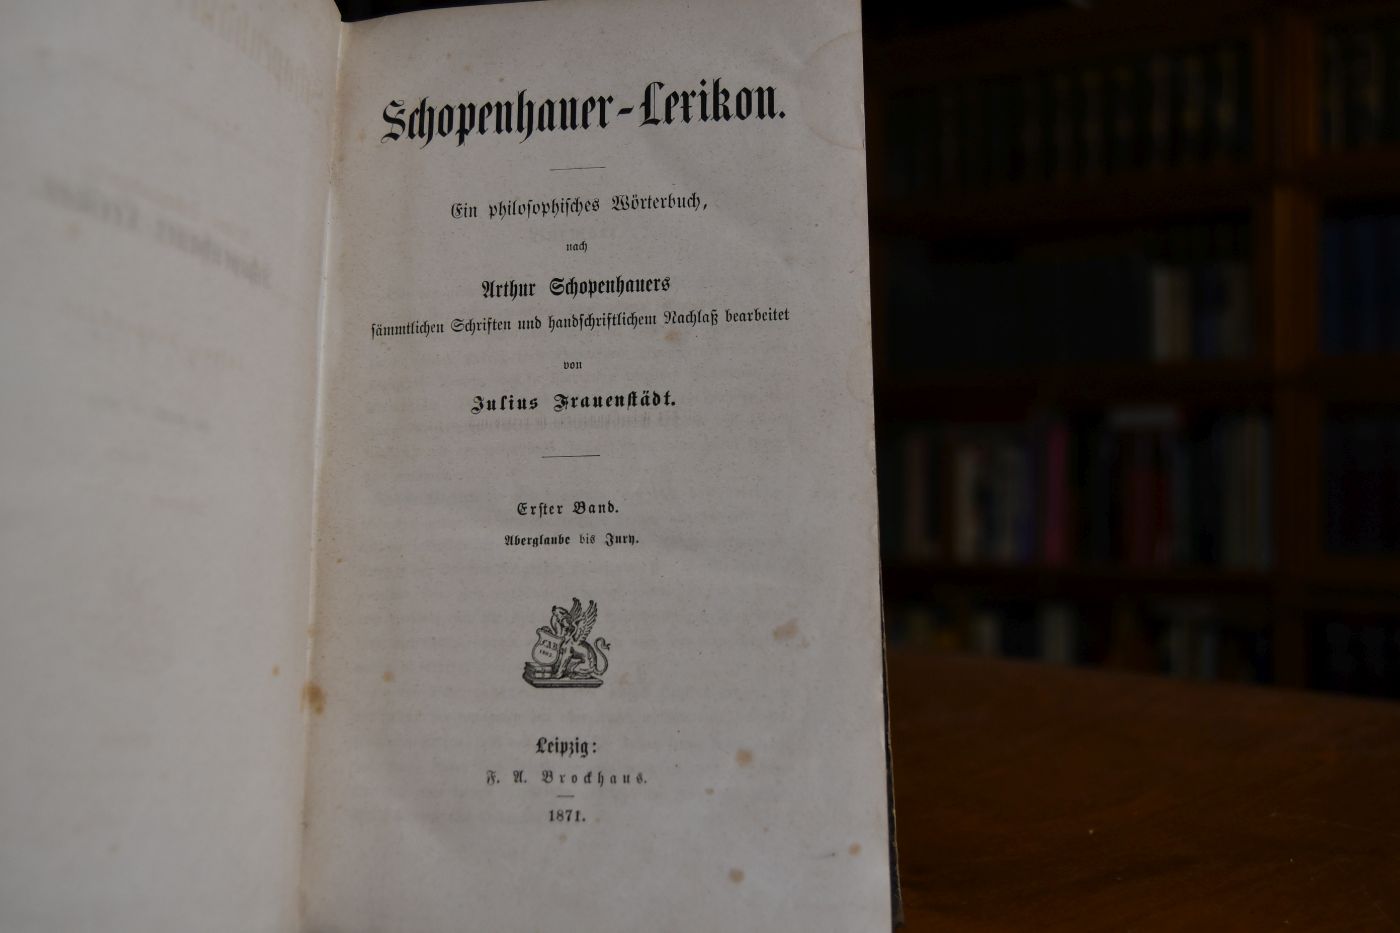 Schopenhauer-Lexikon.
Ein philosophisches Wörterbuch,
nach
Arthur Schopenhauers
sämmtlichen Schriften und handschriftlichem Nachlaß bearbeitet
von
Julius Frauenstädt.
Erster Band.
Aberglaube bis Jury.
F.A.B.
Leipzig:
F. A. Brockhaus.
1871.